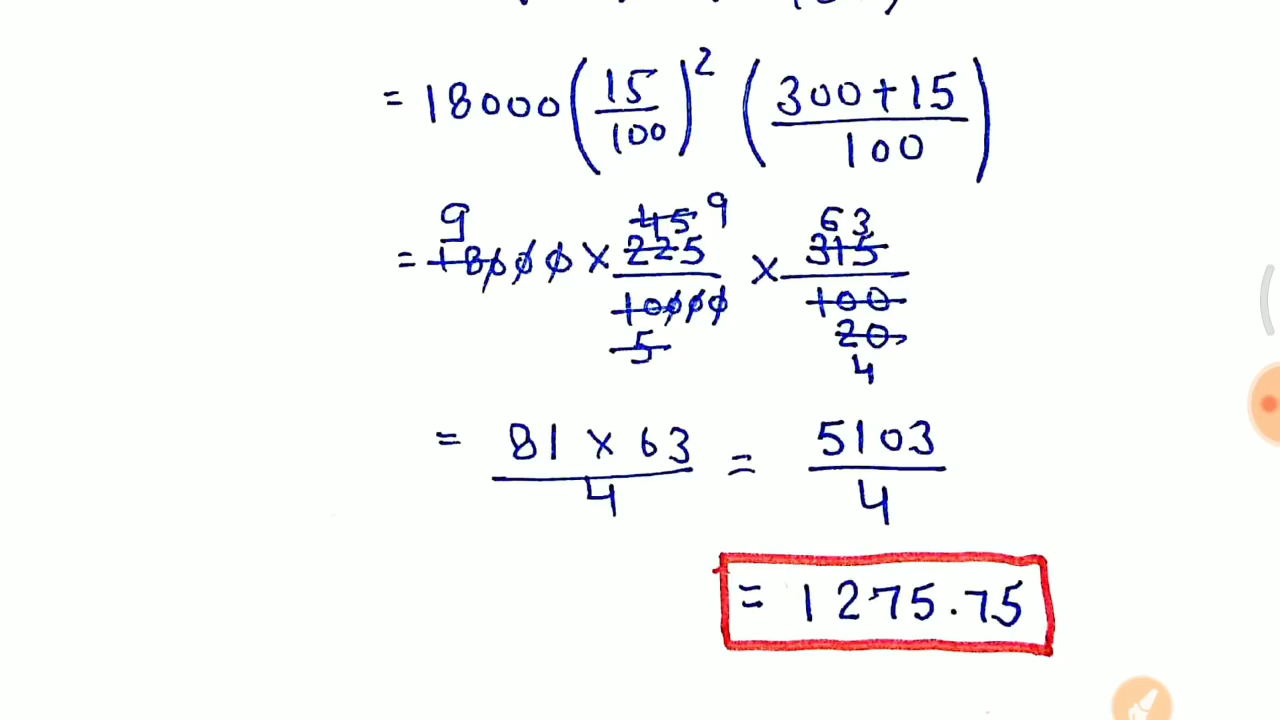 = 18000 (15/100)² (300+15/100)
9 45 9 63
= 18000 × 225/10000 × 315/100
5 20
4
= 81 × 63/4 = 5103/4
= 1275.75